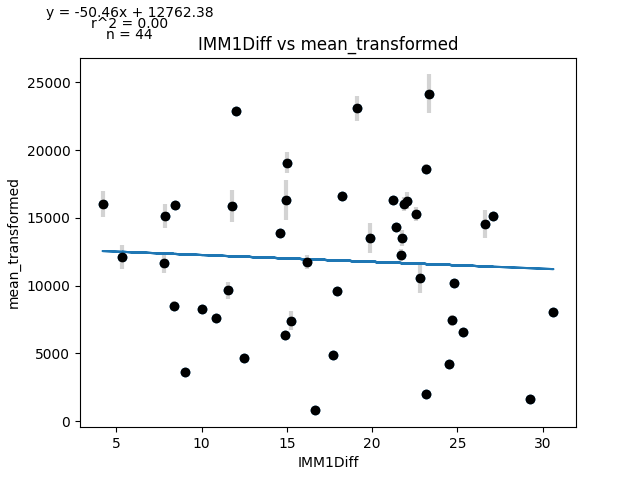 y = -50.46x + 12762.38
r^2 = 0.00
n = 44
IMM1Diff vs mean_transformed
25000
20000
15000
10000
5000
0
mean_transformed
5 10 15 20 25 30
IMM1Diff